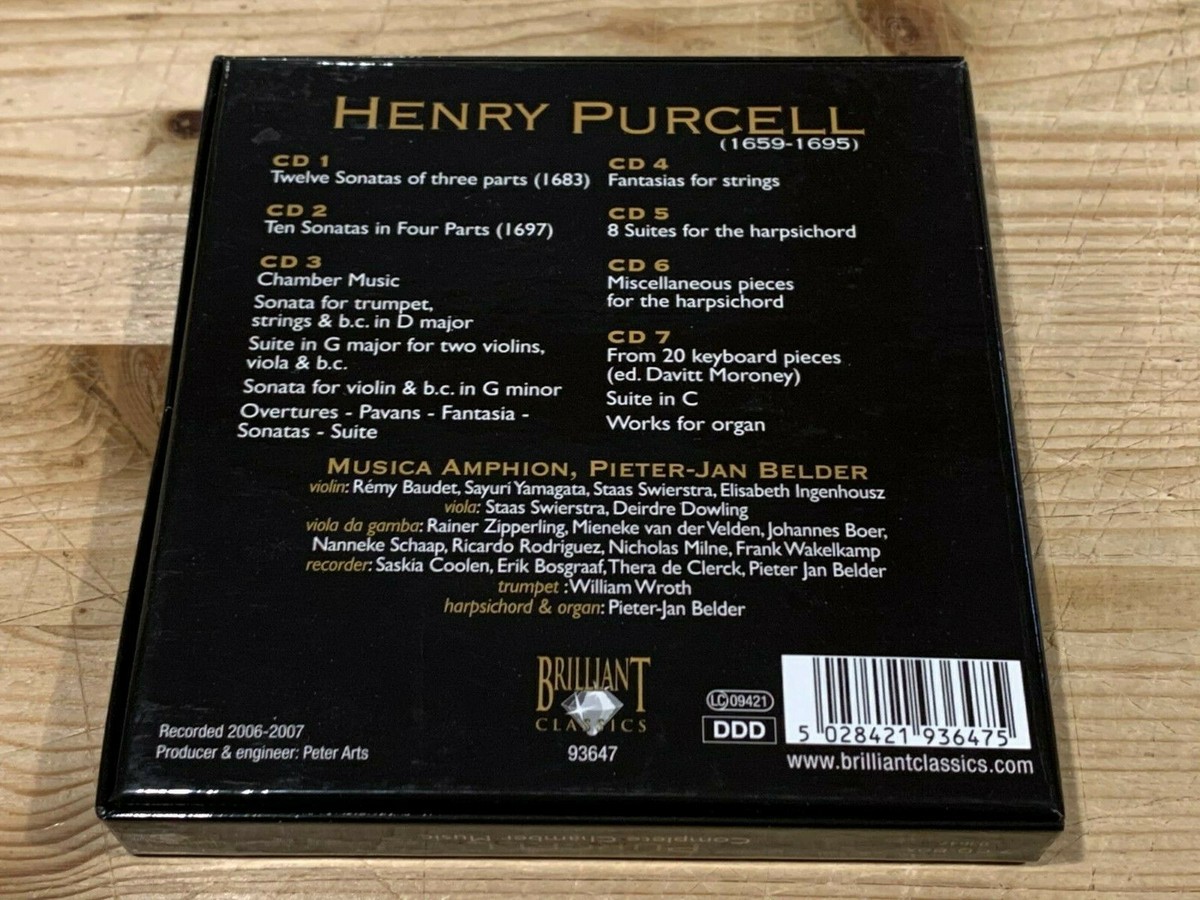 HENRY PURCELL
(1659-1695)
CD 1
Twelve Sonatas of three parts (1683)
CD 2
Ten Sonatas in Four Parts (1697)
CD 3
Chamber Music
Sonata for trumpet,
strings & b.c. in D major
Suite in G major for two violins,
viola & b.c.
Sonata for violin & b.c. in G minor
Overtures - Pavans - Fantasia -
Sonatas - Suite
CD 4
Fantasias for strings
CD 5
8 Suites for the harpsichord
CD 6
Miscellaneous pieces
for the harpsichord
CD 7
From 20 keyboard pieces
(ed. Davitt Moroney)
Suite in C
Works for organ
MUSICA AMPHION, PIETER-JAN BELDER
violin: Rémy Baudet, Sayuri Yamagata, Staas Swierstra, Elisabeth Ingenhousz
viola: Staas Swierstra, Deirdre Dowling
viola da gamba: Rainer Zipperling, Mieneke van der Velden, Johannes Boer,
Nanneke Schaap, Ricardo Rodriguez, Nicholas Milne, Frank Wakelkamp
recorder: Saskia Coolen, Erik Bosgraaf, Thera de Clerck, Pieter Jan Belder
trumpet : William Wroth
harpsichord & organ: Pieter-Jan Belder
Recorded 2006-2007
Producer & engineer: Peter Arts
BRILLIANT
CLASSICS
93647
LC 09421
DDD
5 028421 936475
www.brilliantclassics.com
Complete Chamber Music